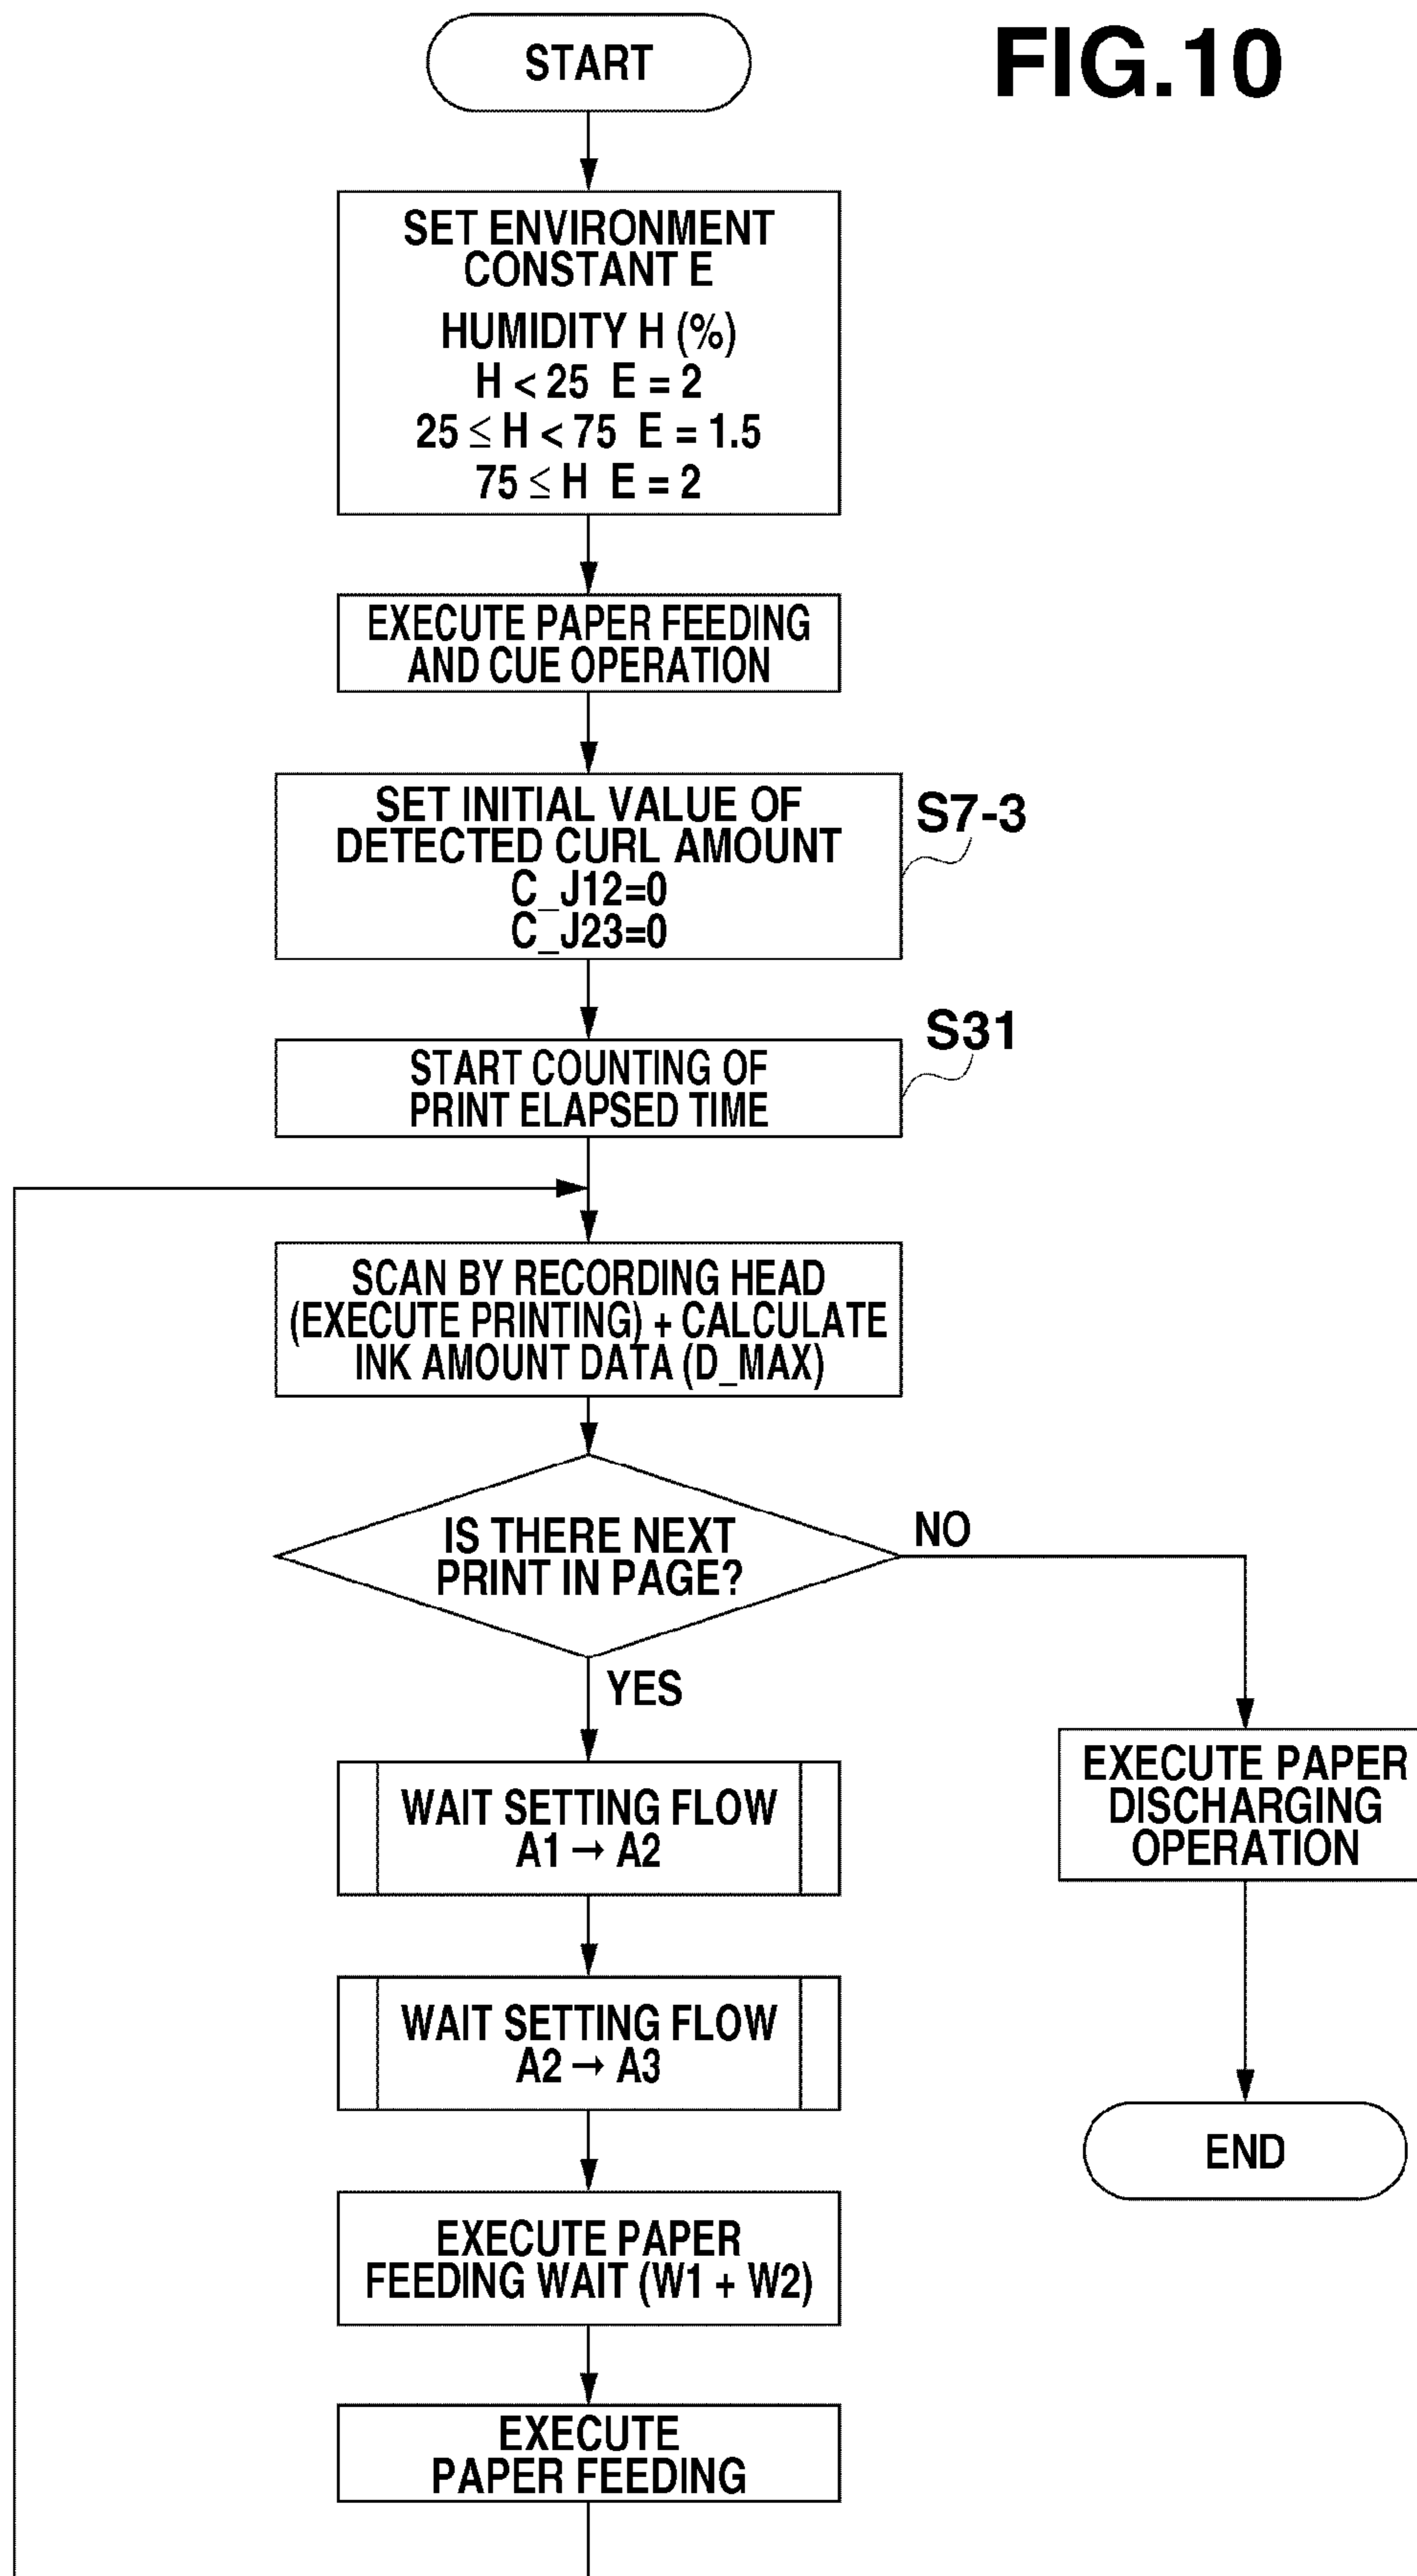 FIG.10
START
SET ENVIRONMENT
CONSTANT E
HUMIDITY H (%)
H < 25 E = 2
25 ≦ H < 75 E = 1.5
75 ≦ H E = 2
EXECUTE PAPER FEEDING
AND CUE OPERATION
SET INITIAL VALUE OF
DETECTED CURL AMOUNT
C_J12=0
C_J23=0
S7-3
START COUNTING OF
PRINT ELAPSED TIME
S31
SCAN BY RECORDING HEAD
(EXECUTE PRINTING) + CALCULATE
INK AMOUNT DATA (D_MAX)
IS THERE NEXT
PRINT IN PAGE?
NO
YES
WAIT SETTING FLOW
A1 → A2
EXECUTE PAPER
DISCHARGING
OPERATION
WAIT SETTING FLOW
A2 → A3
END
EXECUTE PAPER
FEEDING WAIT (W1 + W2)
EXECUTE
PAPER FEEDING